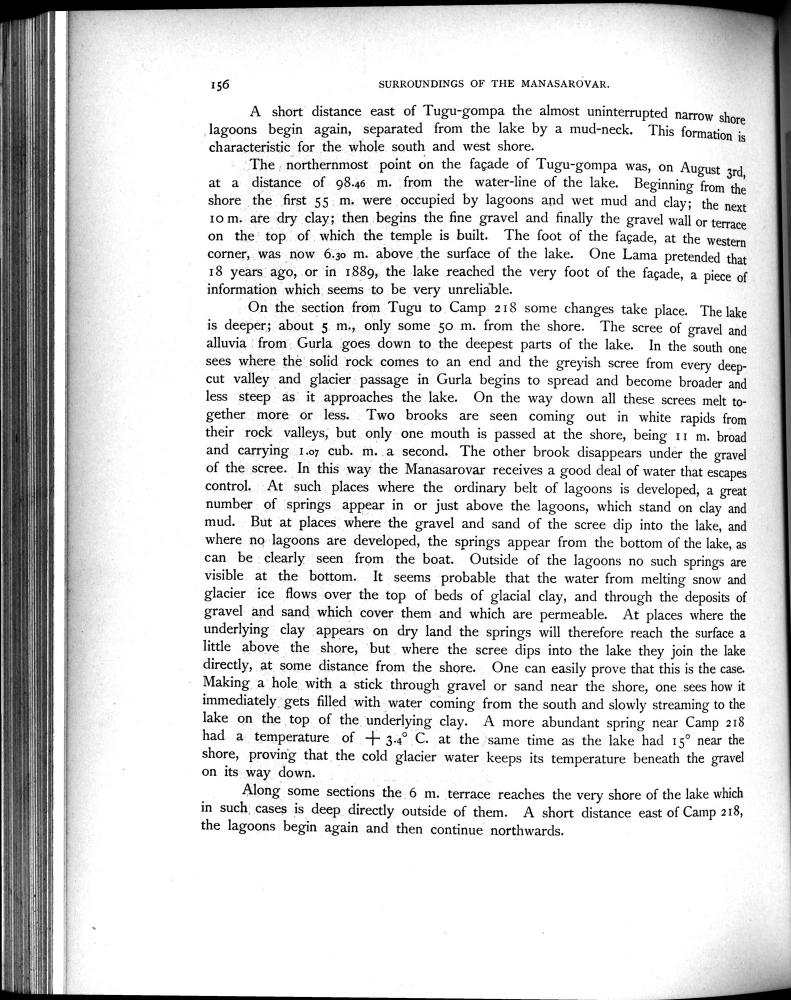 156 SURROUNDINGS OF THE MANASAROVAR.
A short distance east of Tugu-gompa the almost uninterrupted narrow shore
lagoons begin again, separated from the lake by a mud-neck. This formation is
characteristic for the whole south and west shore.
The northernmost point on the façade of Tugu-gompa was, on August 3rd,
at a distance of 98.46 m. from the water-line of the lake. Beginning from the
shore the first 55 m. were occupied by lagoons and wet mud and clay; the next
10 m. are dry clay; then begins the fine gravel and finally the gravel wall or terrace
on the top of which the temple is built. The foot of the façade, at the western
corner, was now 6.30 m. above the surface of the lake. One Lama pretended that
18 years ago, or in 1889, the lake reached the very foot of the façade, a piece of
information which seems to be very unreliable.
On the section from Tugu to Camp 218 some changes take place. The lake
is deeper; about 5 m., only some 50 m. from the shore. The scree of gravel and
alluvia from Gurla goes down to the deepest parts of the lake. In the south one
sees where the solid rock comes to an end and the greyish scree from every deep-
cut valley and glacier passage in Gurla begins to spread and become broader and
less steep as it approaches the lake. On the way down all these screes melt to-
gether more or less. Two brooks are seen coming out in white rapids from
their rock valleys, but only one mouth is passed at the shore, being 11 m. broad
and carrying 1.07 cub. m. a second. The other brook disappears under the gravel
of the scree. In this way the Manasarovar receives a good deal of water that escapes
control. At such places where the ordinary belt of lagoons is developed, a great
number of springs appear in or just above the lagoons, which stand on clay and
mud. But at places where the gravel and sand of the scree dip into the lake, and
where no lagoons are developed, the springs appear from the bottom of the lake, as
can be clearly seen from the boat. Outside of the lagoons no such springs are
visible at the bottom. It seems probable that the water from melting snow and
glacier ice flows over the top of beds of glacial clay, and through the deposits of
gravel and sand which cover them and which are permeable. At places where the
underlying clay appears on dry land the springs will therefore reach the surface a
little above the shore, but where the scree dips into the lake they join the lake
directly, at some distance from the shore. One can easily prove that this is the case.
Making a hole with a stick through gravel or sand near the shore, one sees how it
immediately gets filled with water coming from the south and slowly streaming to the
lake on the top of the underlying clay. A more abundant spring near Camp 218
had a temperature of + 3.4° C. at the same time as the lake had 15° near the
shore, proving that the cold glacier water keeps its temperature beneath the gravel
on its way down.
Along some sections the 6 m. terrace reaches the very shore of the lake which
in such cases is deep directly outside of them. A short distance east of Camp 218,
the lagoons begin again and then continue northwards.